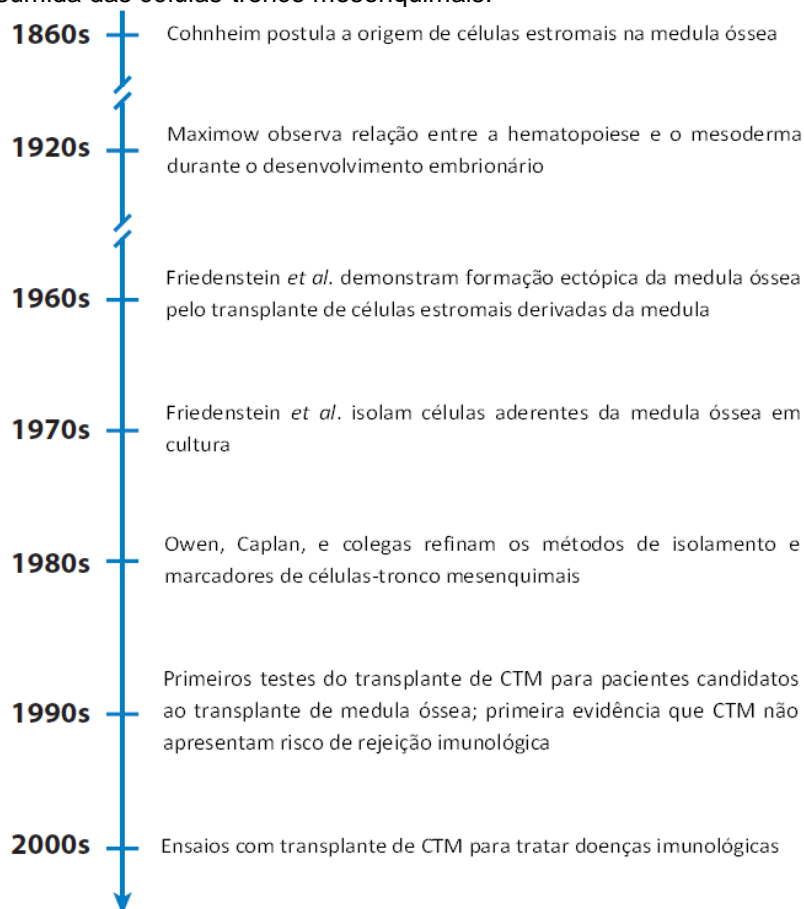 das células-tronco mesenquimais.
1860s
Cohnheim postula a origem de células estromais na medula óssea
1920s
Maximow observa relação entre a hematopoiese e o mesoderma
durante o desenvolvimento embrionário
1960s
Friedenstein et al. demonstram formação ectópica da medula óssea
pelo transplante de células estromais derivadas da medula
1970s
Friedenstein et al. isolam células aderentes da medula óssea em
cultura
1980s
Owen, Caplan, e colegas refinam os métodos de isolamento e
marcadores de células-tronco mesenquimais
1990s
Primeiros testes do transplante de CTM para pacientes candidatos
ao transplante de medula óssea; primeira evidência que CTM não
apresentam risco de rejeição imunológica
2000s
Ensaios com transplante de CTM para tratar doenças imunológicas